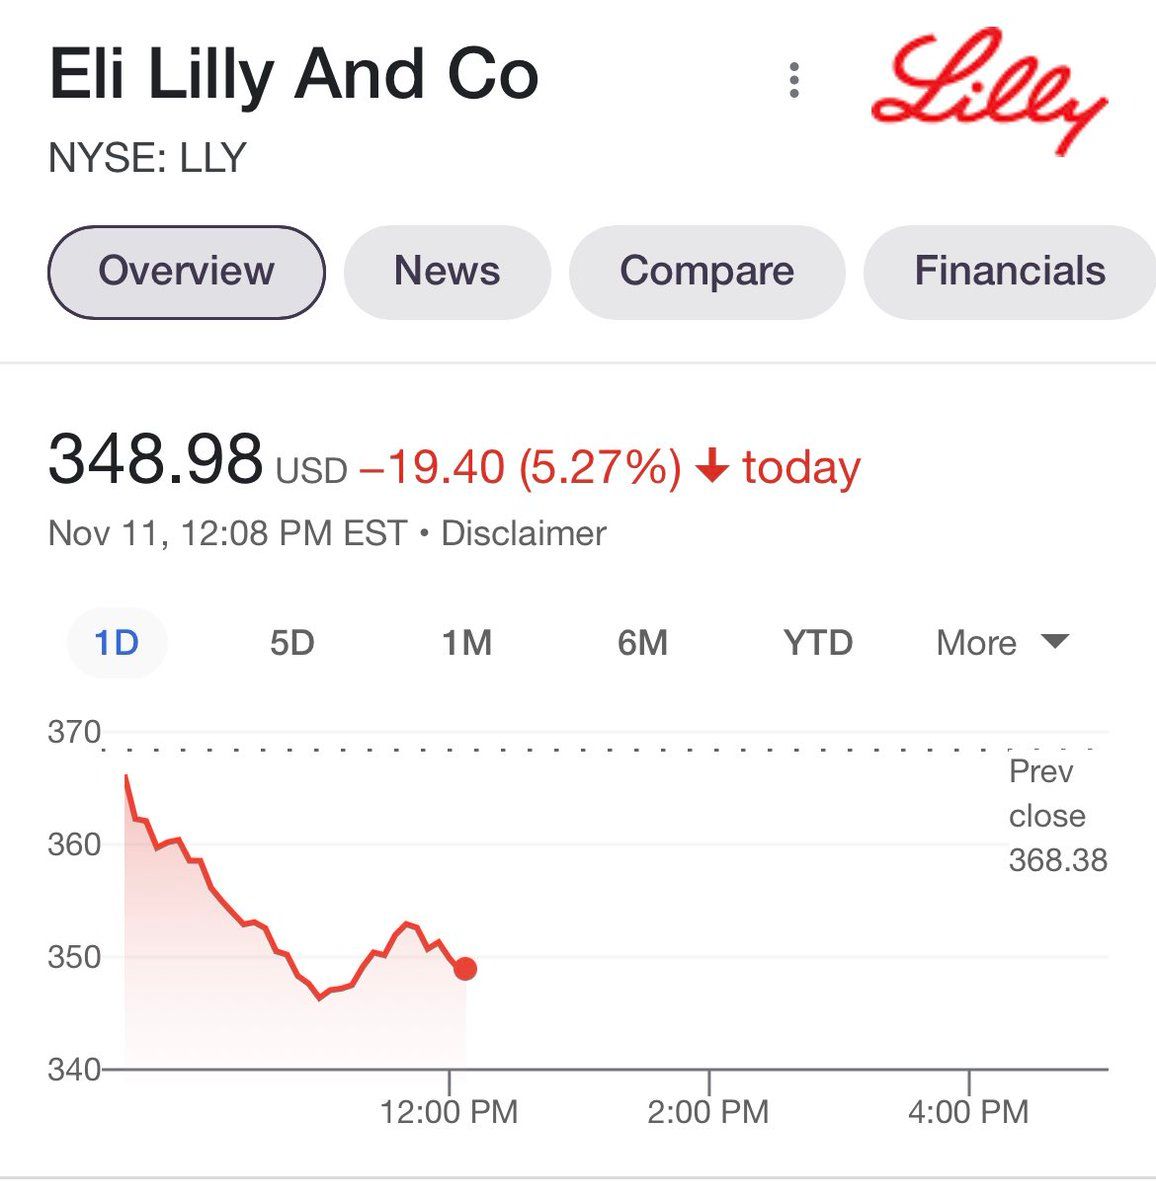 Eli Lilly And Co
Lilly
NYSE: LLY
Overview
News
Compare
Financials
348.98 USD −19.40 (5.27%) ↓ today
Nov 11, 12:08 PM EST • Disclaimer
1D
5D
1M
6M
YTD
More
370
Prev
close
368.38
360
350
340
12:00 PM
2:00 PM
4:00 PM